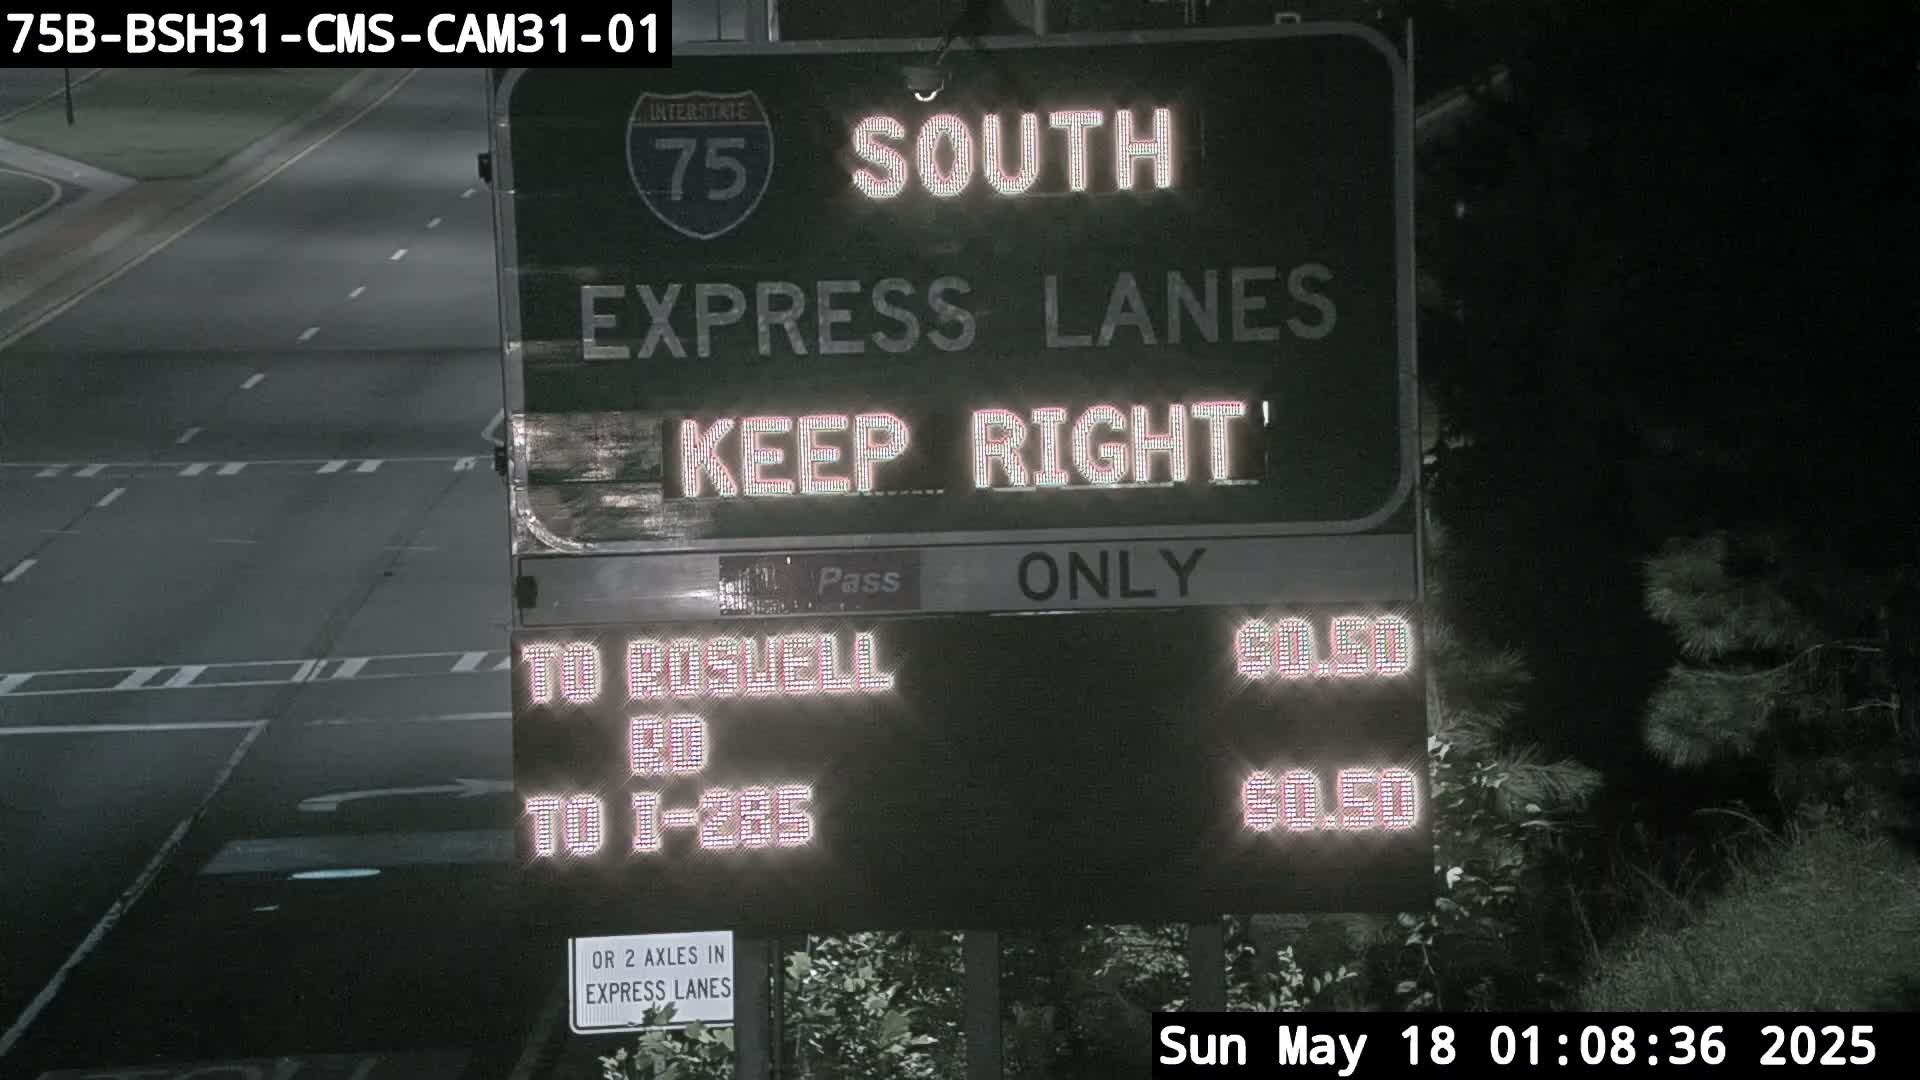 75B-BSH31-CMS-CAM31-01
INTERSTATE
75
SOUTH
EXPRESS LANES
KEEP RIGHT
Pass ONLY
TO ROSWELL $0.50
RD
TO I-285 $0.50
OR 2 AXLES IN
EXPRESS LANES
Sun May 18 01:08:36 2025